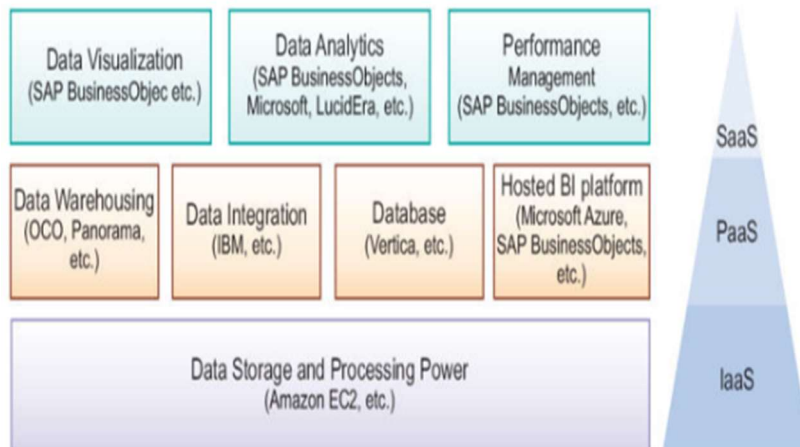 Data Visualization
(SAP BusinessObjec etc.)
Data Analytics
(SAP BusinessObjects,
Microsoft, LucidEra, etc.)
Performance
Management
(SAP BusinessObjects, etc.)
SaaS
Data Warehousing
(OCO, Panorama,
etc.)
Data Integration
(IBM, etc.)
Database
(Vertica, etc.)
Hosted BI platform
(Microsoft Azure,
SAP BusinessObjects,
etc.)
PaaS
Data Storage and Processing Power
(Amazon EC2, etc.)
IaaS